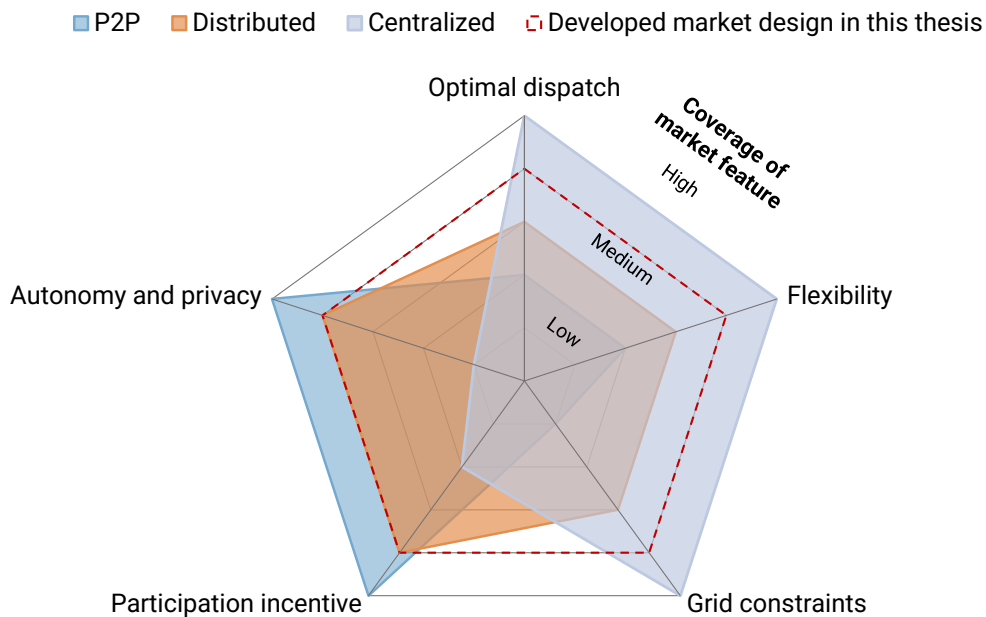 P2P Distributed Centralized Developed market design in this thesis
Optimal dispatch
Coverage of
market feature
High
Medium
Low
Autonomy and privacy
Flexibility
Participation incentive
Grid constraints